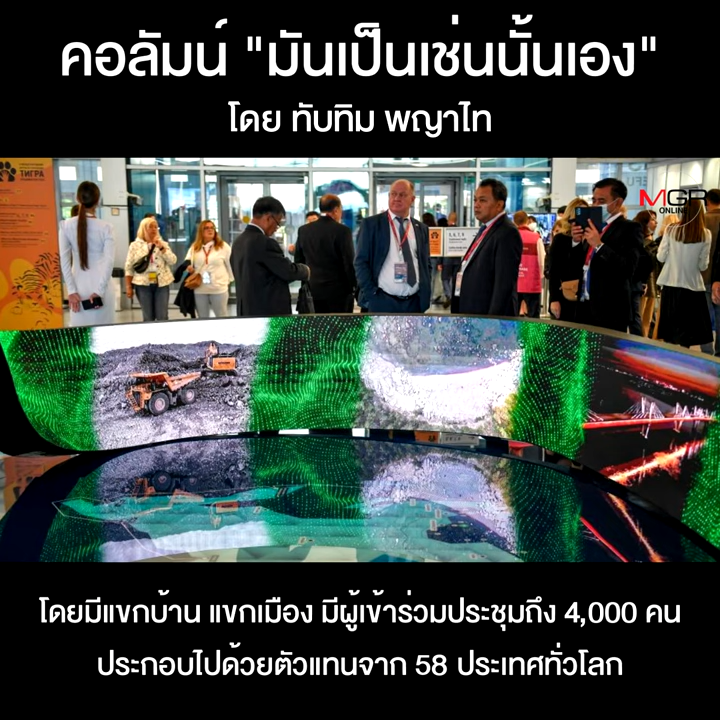 คอลัมน์ "มันเป็นเช่นนั้นเอง"
โดย ทับทิม พญาไท
ТИГРА
MGR
ONLINE
โดยมีแขกบ้าน แขกเมือง มีผู้เข้าร่วมประชุมถึง 4,000 คน
ประกอบไปด้วยตัวแทนจาก 58 ประเทศทั่วโลก